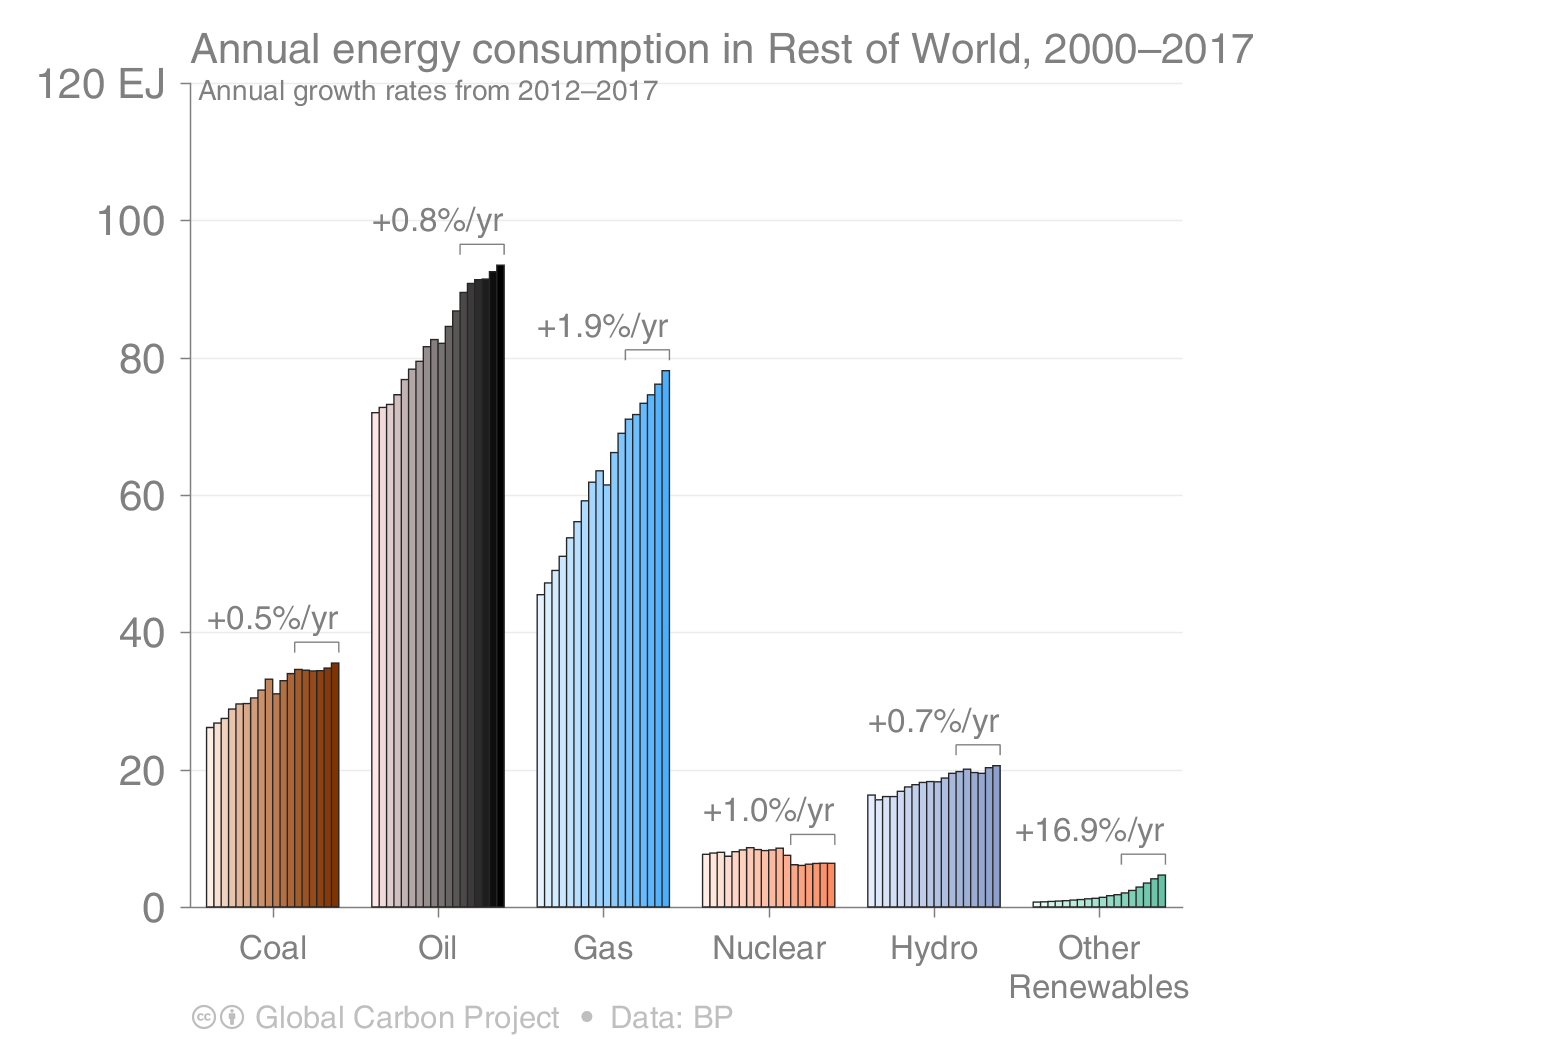 Annual energy consumption in Rest of World, 2000–2017
120 EJ
Annual growth rates from 2012–2017
100
+0.8%/yr
80
+1.9%/yr
60
40
+0.5%/yr
20
+0.7%/yr
+1.0%/yr
+16.9%/yr
0
Coal
Oil
Gas
Nuclear
Hydro
Other
Renewables
cc Global Carbon Project • Data: BP